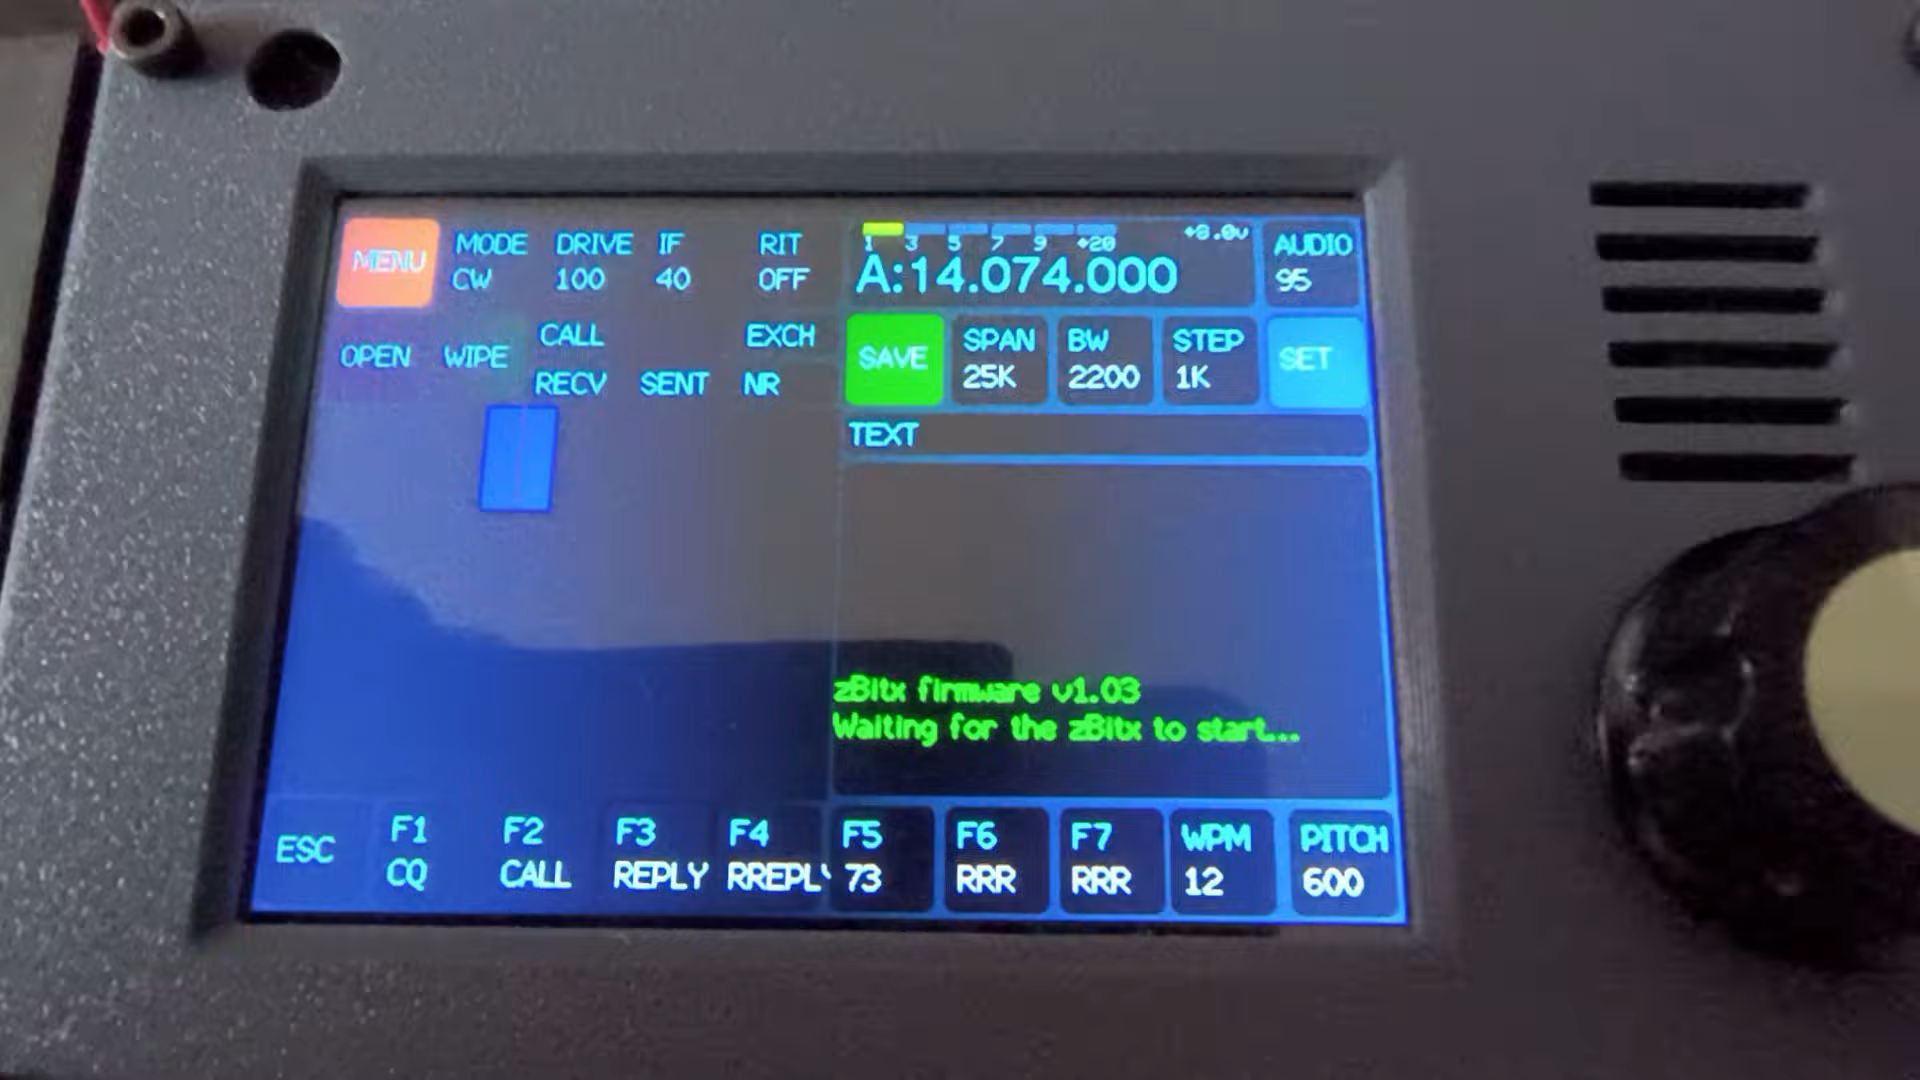 MENU
MODE DRIVE IF RIT
CW 100 40 OFF
1 3 5 7 9 +20
A:14.074.000
AUDIO
95
OPEN WIPE
CALL EXCH
RECV SENT NR
SAVE
SPAN
25K
BW
2200
STEP
1K
SET
TEXT
zBitx firmware v1.03
Waiting for the zBitx to start...
ESC
F1
CQ
F2
CALL
F3
REPLY
F4
RREPL
F5
73
F6
RRR
F7
RRR
WPM
12
PITCH
600